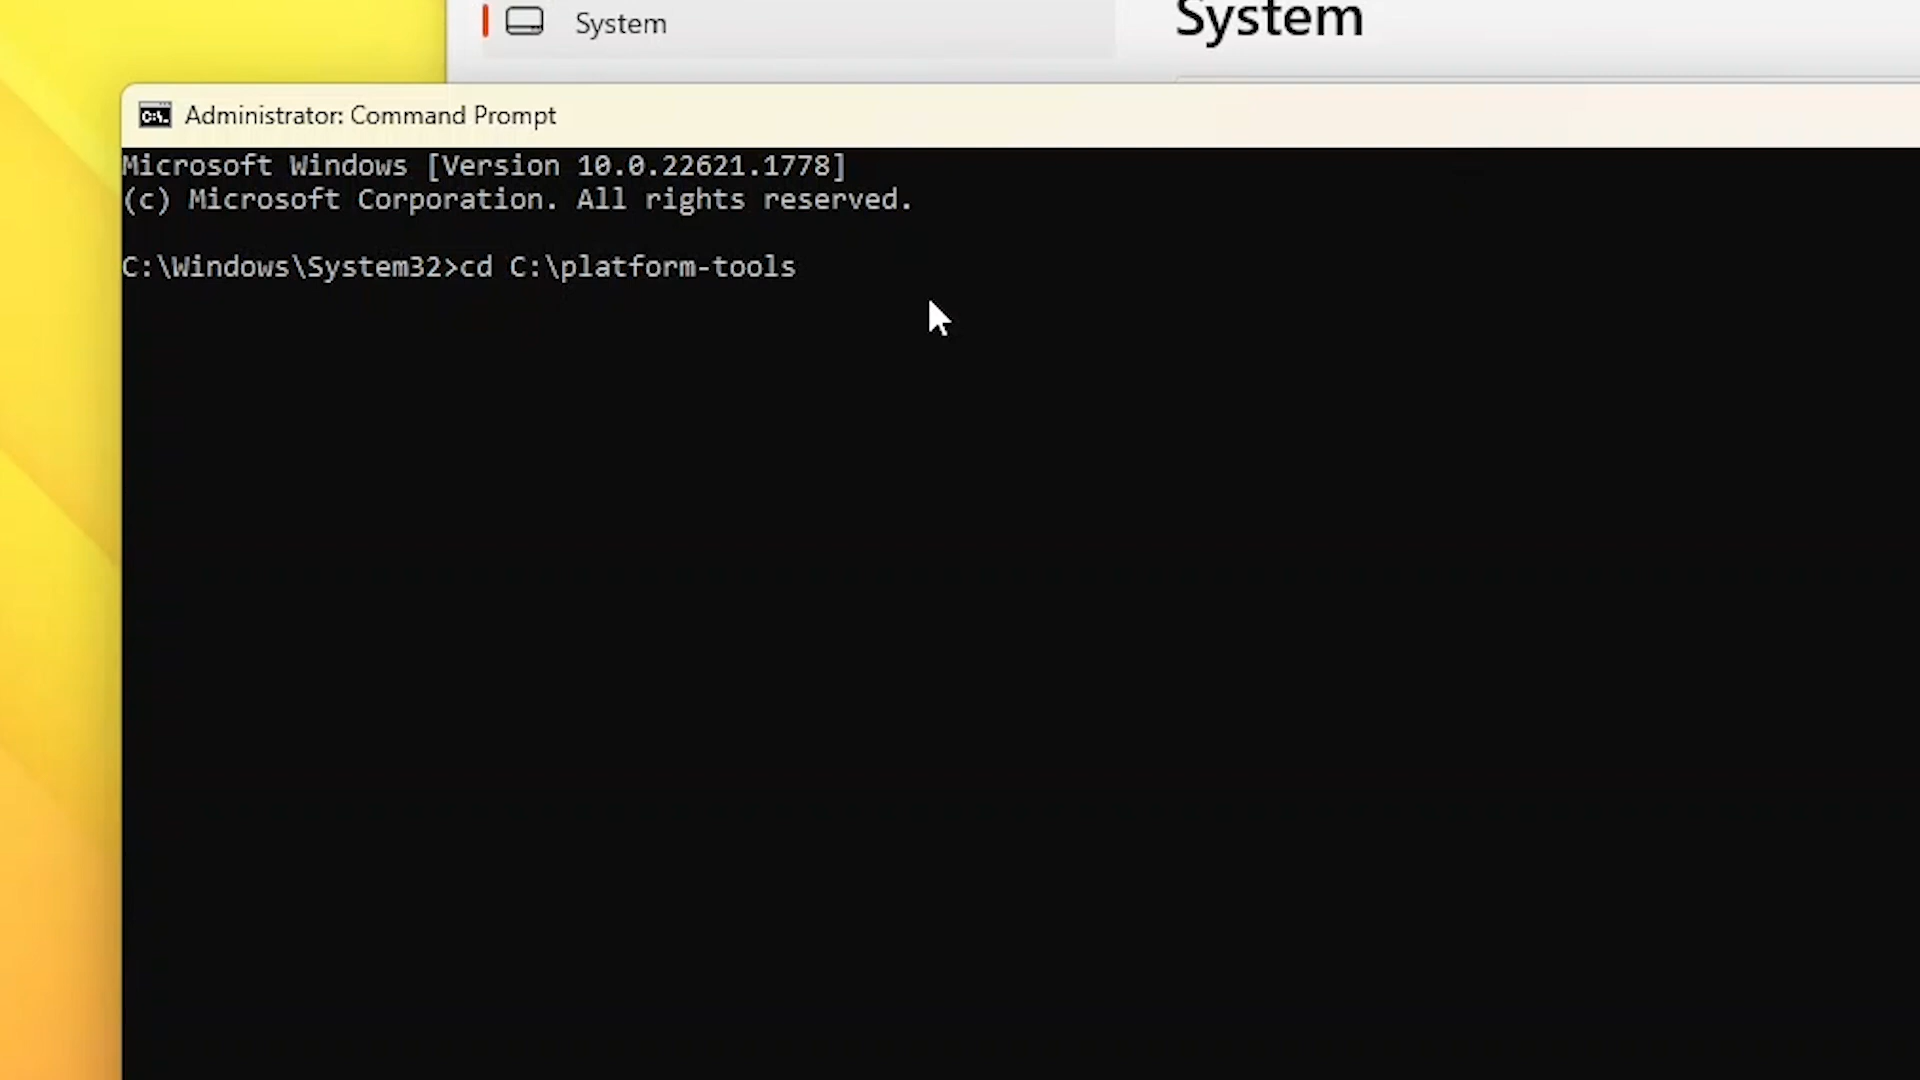 System
System
Administrator: Command Prompt
Microsoft Windows [Version 10.0.22621.1778]
(c) Microsoft Corporation. All rights reserved.
C:\Windows\System32>cd C:\platform-tools